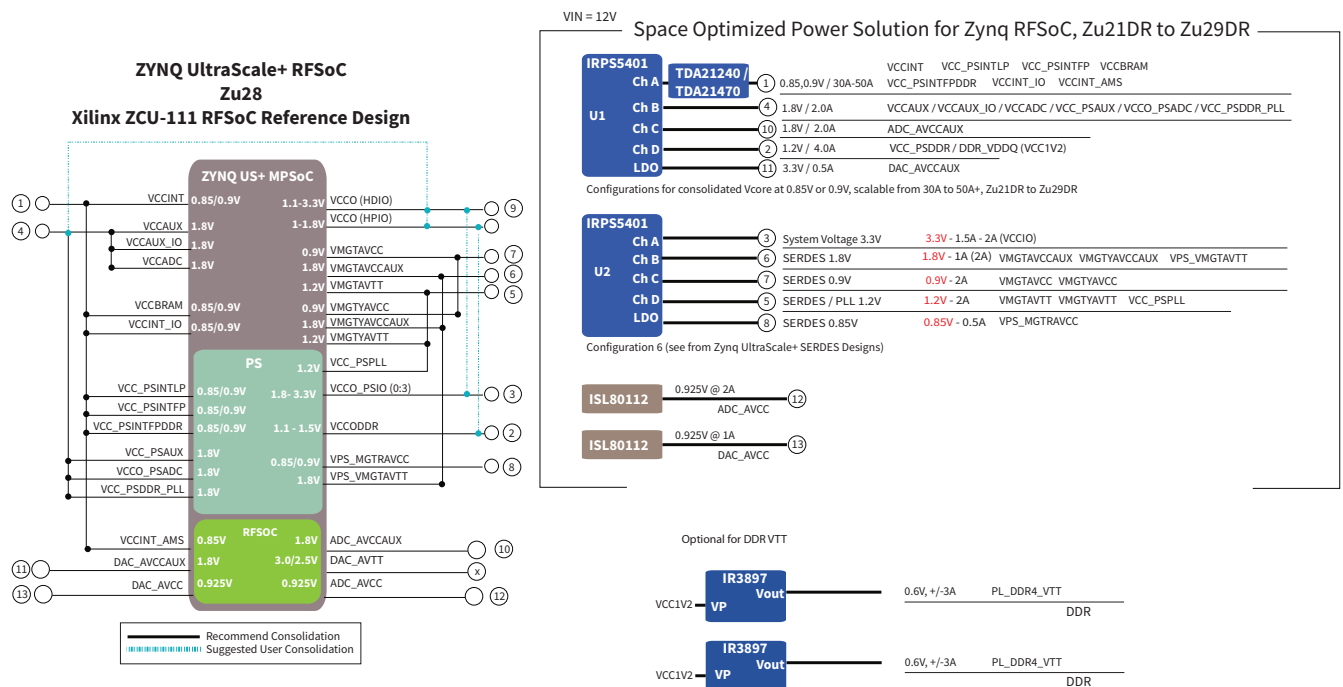 VIN = 12V
Space Optimized Power Solution for Zynq RFSoC, Zu21DR to Zu29DR
ZYNQ UltraScale+ RFSoC
Zu28
Xilinx ZCU-111 RFSoC Reference Design
ZYNQ US+ MPSoC
1
VCCINT 0.85/0.9V
4
VCCAUX 1.8V
VCCAUX_IO 1.8V
VCCADC 1.8V
VCCBRAM 0.85/0.9V
VCCINT_IO 0.85/0.9V
1.1-3.3V VCCO (HDIO)
9
1-1.8V VCCO (HPIO)
0.9V VMGTAVCC
7
1.8V VMGTAVCCAUX
6
1.2V VMGTAVTT
5
0.9V VMGTYAVCC
1.8V VMGTYAVCCAUX
1.2V VMGTYAVTT
PS
1.2V VCC_PSPLL
VCC_PSINTLP 0.85/0.9V
VCC_PSINTFP 0.85/0.9V
VCC_PSINTFPDDR 0.85/0.9V
VCC_PSAUX 1.8V
VCCO_PSADC 1.8V
VCC_PSDDR_PLL 1.8V
1.8- 3.3V VCCO_PSIO (0:3)
3
1.1 - 1.5V VCCODDR
2
0.85/0.9V VPS_MGTRAVCC
8
1.8V VPS_VMGTAVTT
RFSOC
VCCINT_AMS 0.85V
11
DAC_AVCCAUX 1.8V
13
DAC_AVCC 0.925V
1.8V ADC_AVCCAUX
10
3.0/2.5V DAC_AVTT
x
0.925V ADC_AVCC
12
Recommend Consolidation
Suggested User Consolidation
IRPS5401
U1
Ch A
TDA21240 /
TDA21470
1
0.85,0.9V / 30A-50A
VCCINT VCC_PSINTLP VCC_PSINTFP VCCBRAM
VCC_PSINTFPDDR VCCINT_IO VCCINT_AMS
Ch B
4
1.8V / 2.0A
VCCAUX / VCCAUX_IO / VCCADC / VCC_PSAUX / VCCO_PSADC / VCC_PSDDR_PLL
Ch C
10
1.8V / 2.0A
ADC_AVCCAUX
Ch D
2
1.2V / 4.0A
VCC_PSDDR / DDR_VDDQ (VCC1V2)
LDO
11
3.3V / 0.5A
DAC_AVCCAUX
Configurations for consolidated Vcore at 0.85V or 0.9V, scalable from 30A to 50A+, Zu21DR to Zu29DR
IRPS5401
U2
Ch A
3
System Voltage 3.3V
3.3V - 1.5A - 2A (VCCIO)
Ch B
6
SERDES 1.8V
1.8V - 1A (2A) VMGTAVCCAUX VMGTYAVCCAUX VPS_VMGTAVTT
Ch C
7
SERDES 0.9V
0.9V - 2A VMGTAVCC VMGTYAVCC
Ch D
5
SERDES / PLL 1.2V
1.2V - 2A VMGTAVTT VMGTYAVTT VCC_PSPLL
LDO
8
SERDES 0.85V
0.85V - 0.5A VPS_MGTRAVCC
Configuration 6 (see from Zynq UltraScale+ SERDES Designs)
ISL80112
0.925V @ 2A
ADC_AVCC
12
ISL80112
0.925V @ 1A
DAC_AVCC
13
Optional for DDR VTT
IR3897
Vout
VCC1V2
VP
0.6V, +/-3A PL_DDR4_VTT
DDR
IR3897
Vout
VCC1V2
VP
0.6V, +/-3A PL_DDR4_VTT
DDR